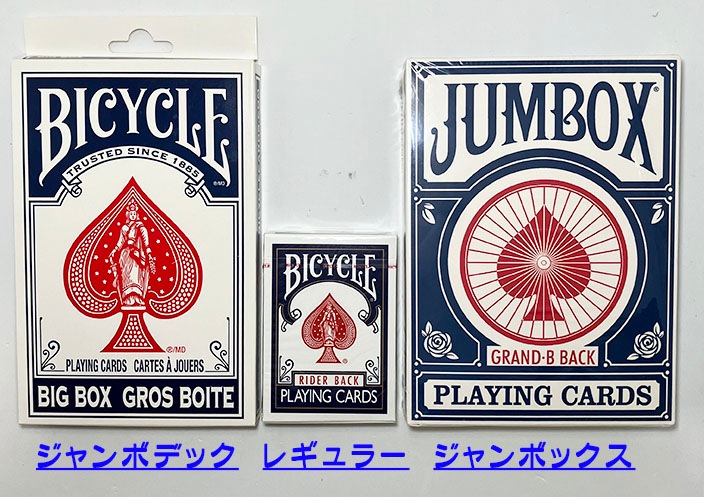 BICYCLE
TRUSTED SINCE 1885
®/MD
®/MD
PLAYING CARDS CARTES À JOUERS
BIG BOX GROS BOITE
BICYCLE
®
RIDER BACK
PLAYING CARDS
JUMBOX®
GRAND·B BACK
PLAYING CARDS
ジャンボデック レギュラー ジャンボックス